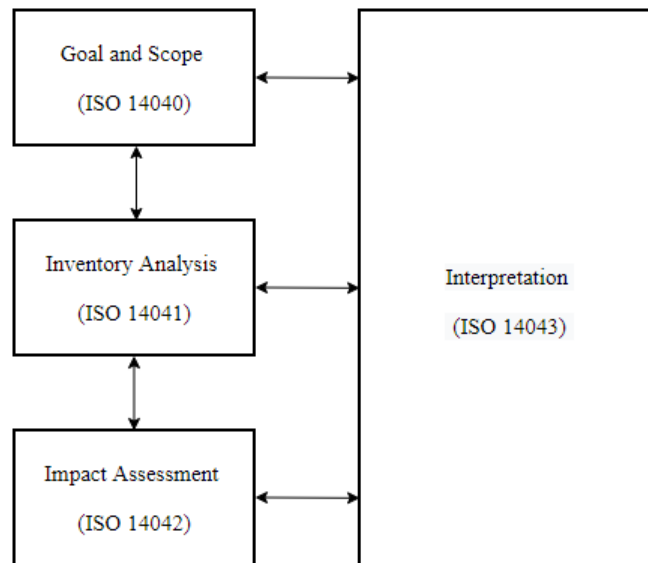 Goal and Scope
(ISO 14040)
Inventory Analysis
(ISO 14041)
Impact Assessment
(ISO 14042)
Interpretation
(ISO 14043)